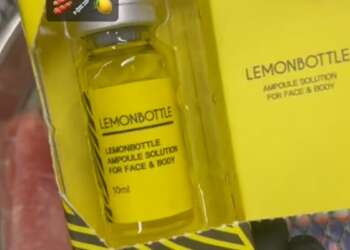 LEMONBOTTLE
LEMONBOTTLE
AMPOULE SOLUTION
FOR FACE & BODY
10ml
LEMONBOTTLE
AMPOULE SOLUTION
FOR FACE & BODY